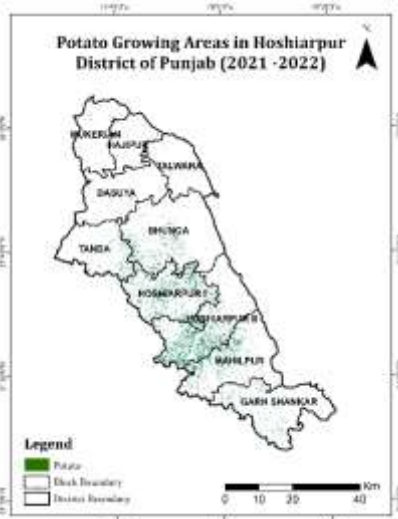 Potato Growing Areas in Hoshiarpur
District of Punjab (2021 -2022)
N
MUKERIAN
HAJIPUR
TALWARA
DASUYA
BHUNGA
TANDA
HOSHIARPUR I
HOSHIARPUR II
MAHILPUR
GARH SHANKAR
Legend
Potato
Block Boundary
District Boundary
Km
0 10 20 40